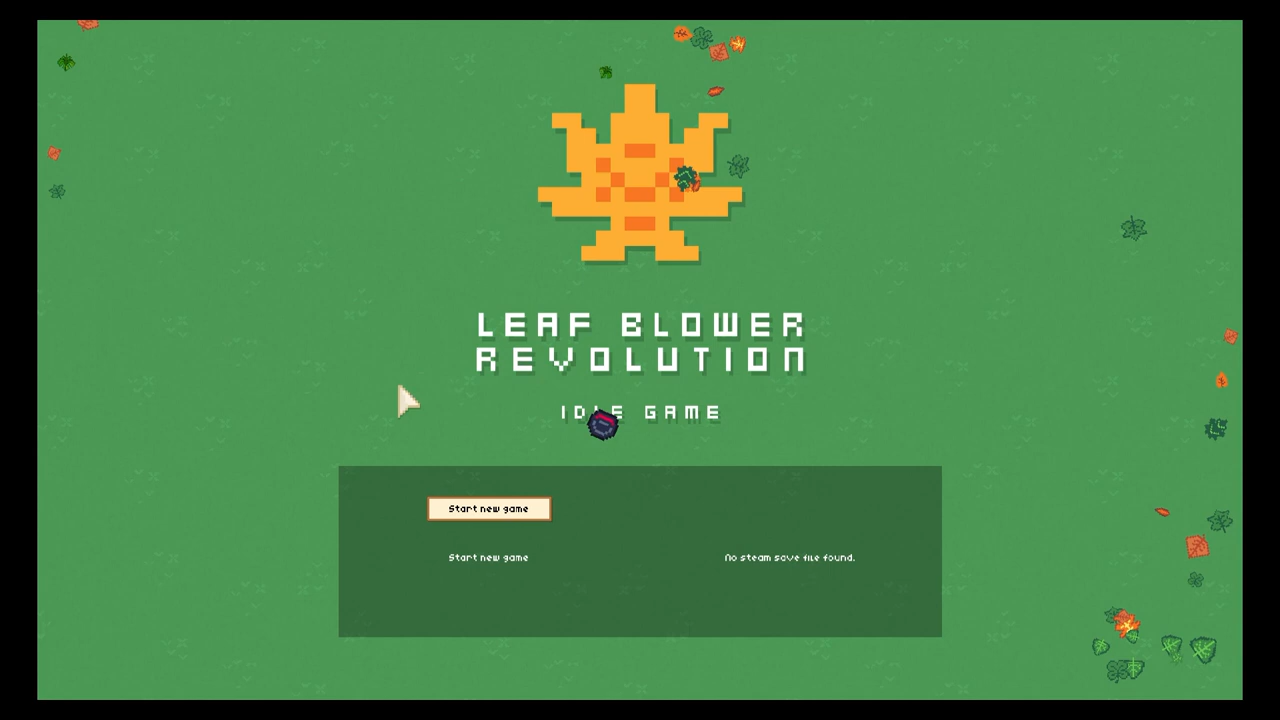 LEAF BLOWER
REVOLUTION
IDLE GAME
Start new game
Start new game
No steam save file found.